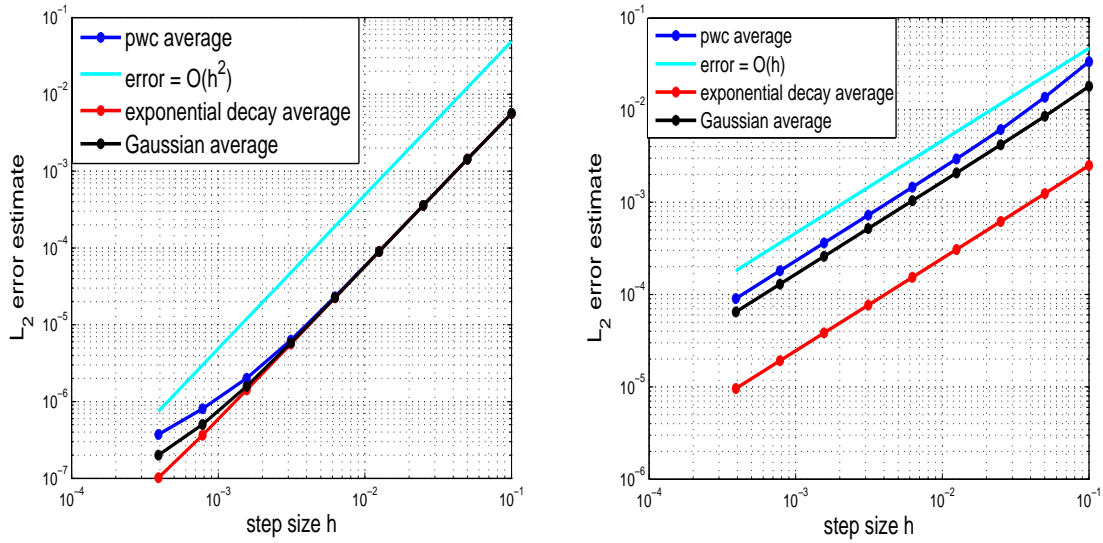 10^-1
10^-2
10^-3
10^-4
10^-5
10^-6
10^-7
L_2 error estimate
pwc average
error = O(h^2)
exponential decay average
Gaussian average
10^-4
10^-3
10^-2
10^-1
step size h
10^-1
10^-2
10^-3
10^-4
10^-5
10^-6
L_2 error estimate
pwc average
error = O(h)
exponential decay average
Gaussian average
10^-4
10^-3
10^-2
10^-1
step size h